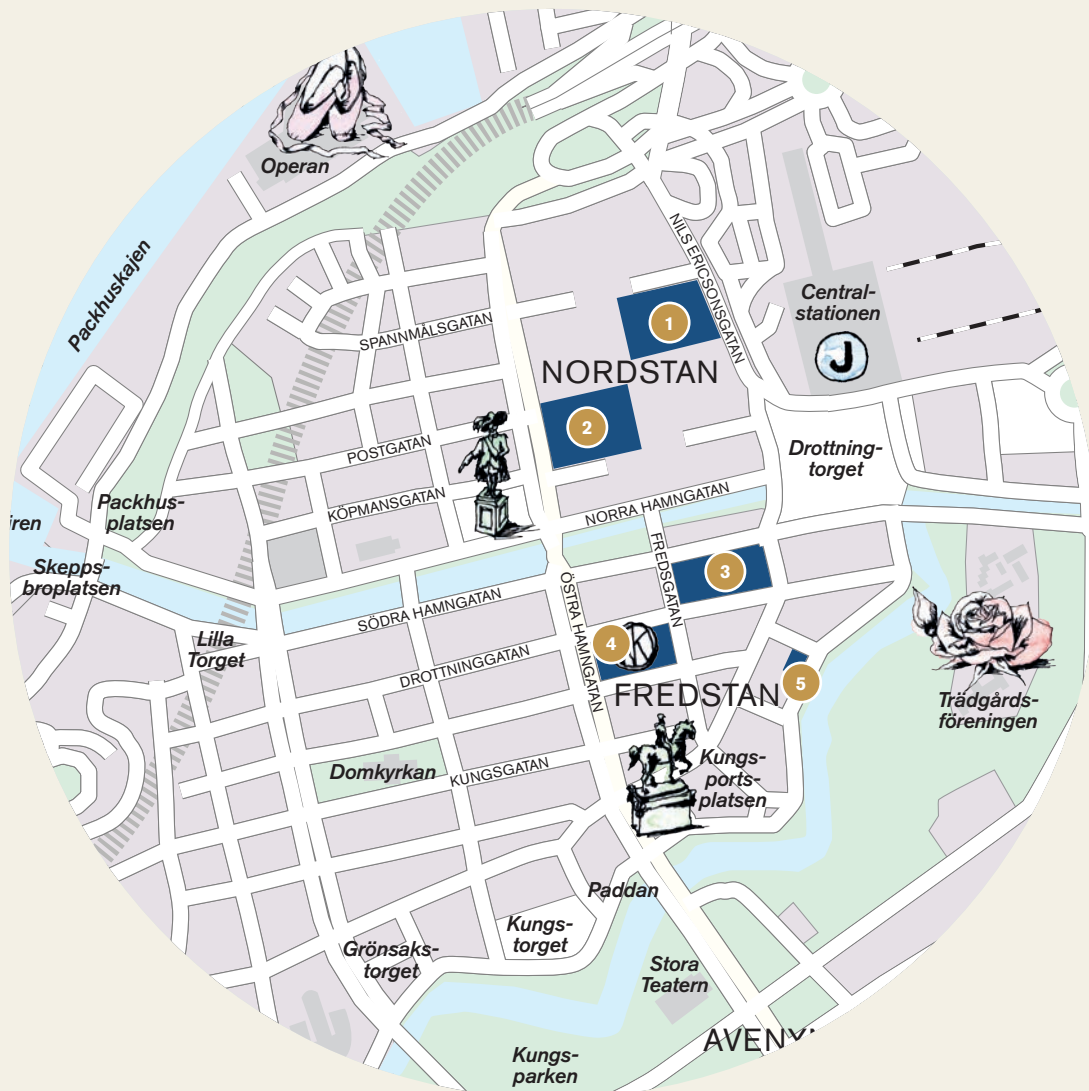 Operan
Packhuskajen
NILS ERICSONSGATAN
Central-
stationen
J
1
SPANNMÅLSGATAN
NORDSTAN
2
POSTGATAN
Drottning-
torget
KÖPMANSGATAN
Packhus-
platsen
NORRA HAMNGATAN
iren
FREDSGATAN
Skepps-
broplatsen
3
SÖDRA HAMNGATAN
ÖSTRA HAMNGATAN
Lilla
Torget
4
K
DROTTNINGGATAN
5
FREDSTAN
Trädgårds-
föreningen
Kungs-
ports-
platsen
Domkyrkan
KUNGSGATAN
Paddan
Kungs-
torget
Grönsaks-
torget
Stora
Teatern
Kungs-
parken